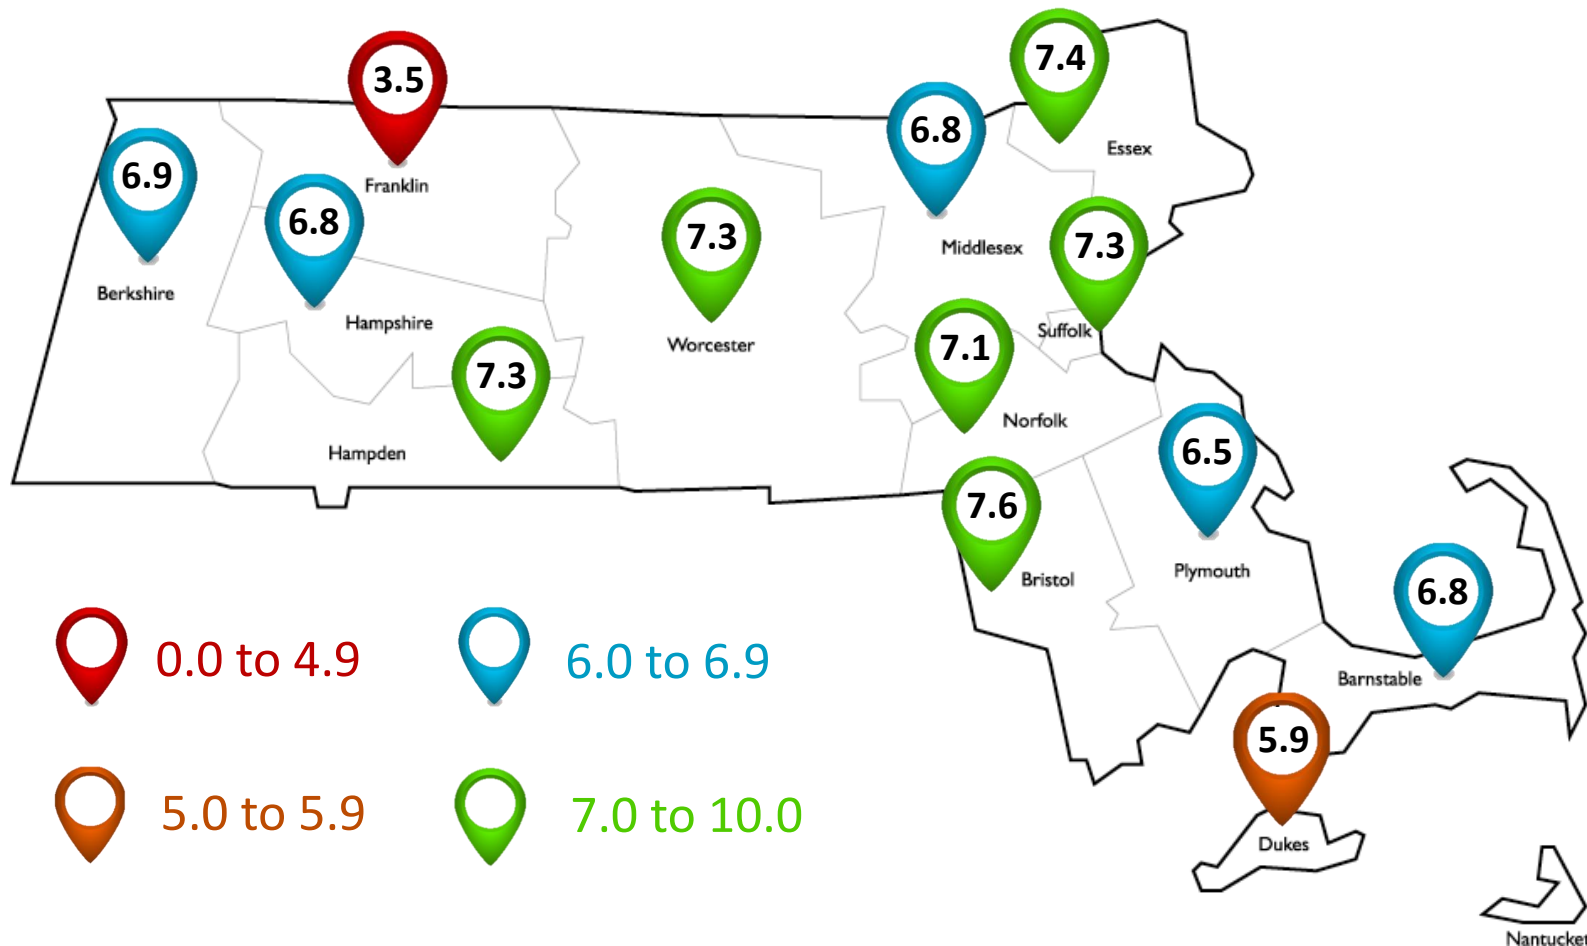 7.4
3.5
6.8
Essex
6.9
Franklin
6.8
7.3
7.3
Middlesex
Berkshire
Hampshire
Suffolk
Worcester
7.1
7.3
Norfolk
Hampden
6.5
7.6
Plymouth
Bristol
6.8
0.0 to 4.9
6.0 to 6.9
Barnstable
5.9
5.0 to 5.9
7.0 to 10.0
Dukes
Nantucket